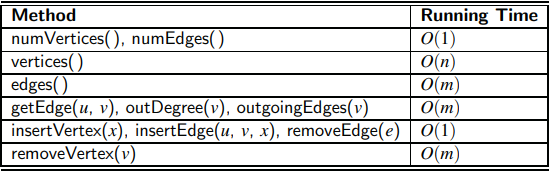 Method Running Time
numVertices( ), numEdges( ) O(1)
vertices( ) O(n)
edges( ) O(m)
getEdge(u, v), outDegree(v), outgoingEdges(v) O(m)
insertVertex(x), insertEdge(u, v, x), removeEdge(e) O(1)
removeVertex(v) O(m)